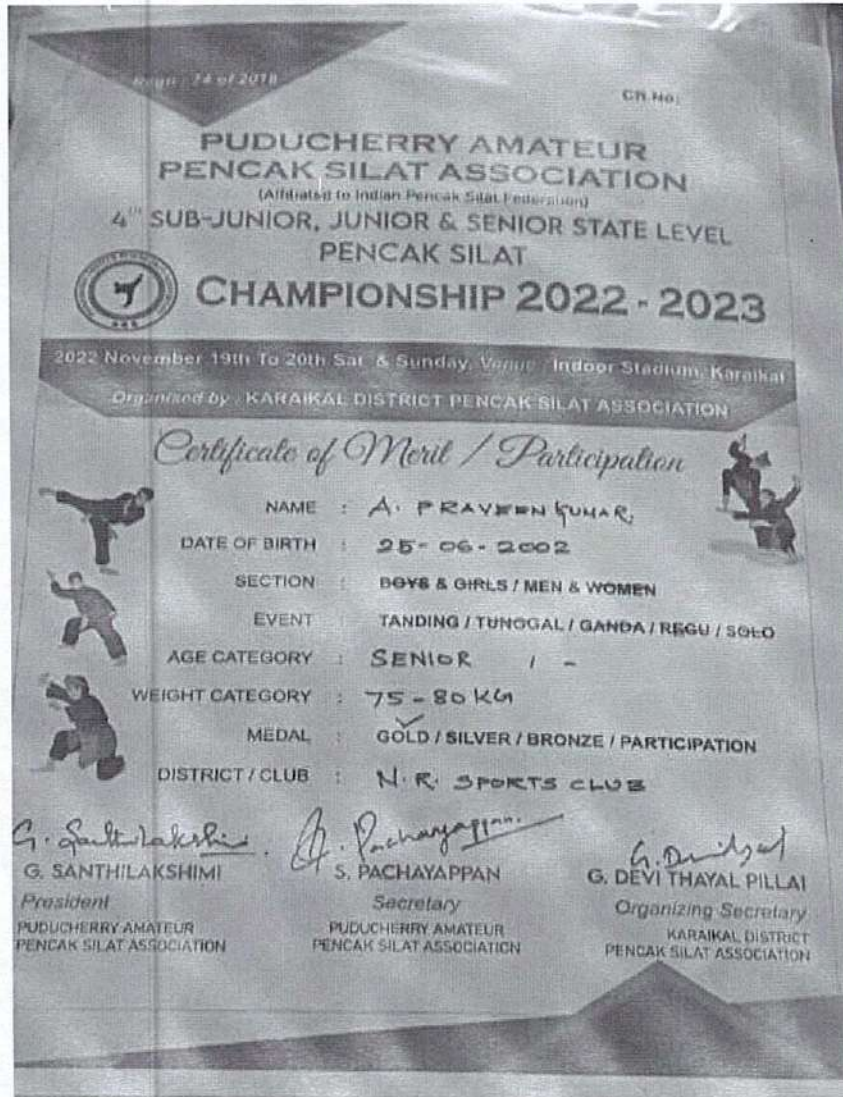 Regn : 74 of 2018
CR.No:
PUDUCHERRY AMATEUR
PENCAK SILAT ASSOCIATION
(Affiliated to Indian Pencak Silat Federation)
4TH SUB-JUNIOR, JUNIOR & SENIOR STATE LEVEL
PENCAK SILAT
CHAMPIONSHIP 2022 - 2023
2022 November 19th To 20th Sat. & Sunday, Venue : Indoor Stadium, Karaikal
Organised by : KARAIKAL DISTRICT PENCAK SILAT ASSOCIATION
Certificate of Merit / Participation
NAME : A. PRAVEEN KUMAR.
DATE OF BIRTH : 25-06-2002
SECTION : BOYS & GIRLS / MEN & WOMEN
EVENT : TANDING / TUNGGAL / GANDA / REGU / SOLO
AGE CATEGORY : SENIOR / -
WEIGHT CATEGORY : 75-80 KG
MEDAL : GOLD / SILVER / BRONZE / PARTICIPATION
DISTRICT / CLUB : N.R. SPORTS CLUB
G. Santhilakshimi S. Pachayappan
G. SANTHILAKSHIMI S. PACHAYAPPAN G. DEVI THAYAL PILLAI
President Secretary Organizing Secretary
PUDUCHERRY AMATEUR PUDUCHERRY AMATEUR KARAIKAL DISTRICT
PENCAK SILAT ASSOCIATION PENCAK SILAT ASSOCIATION PENCAK SILAT ASSOCIATION